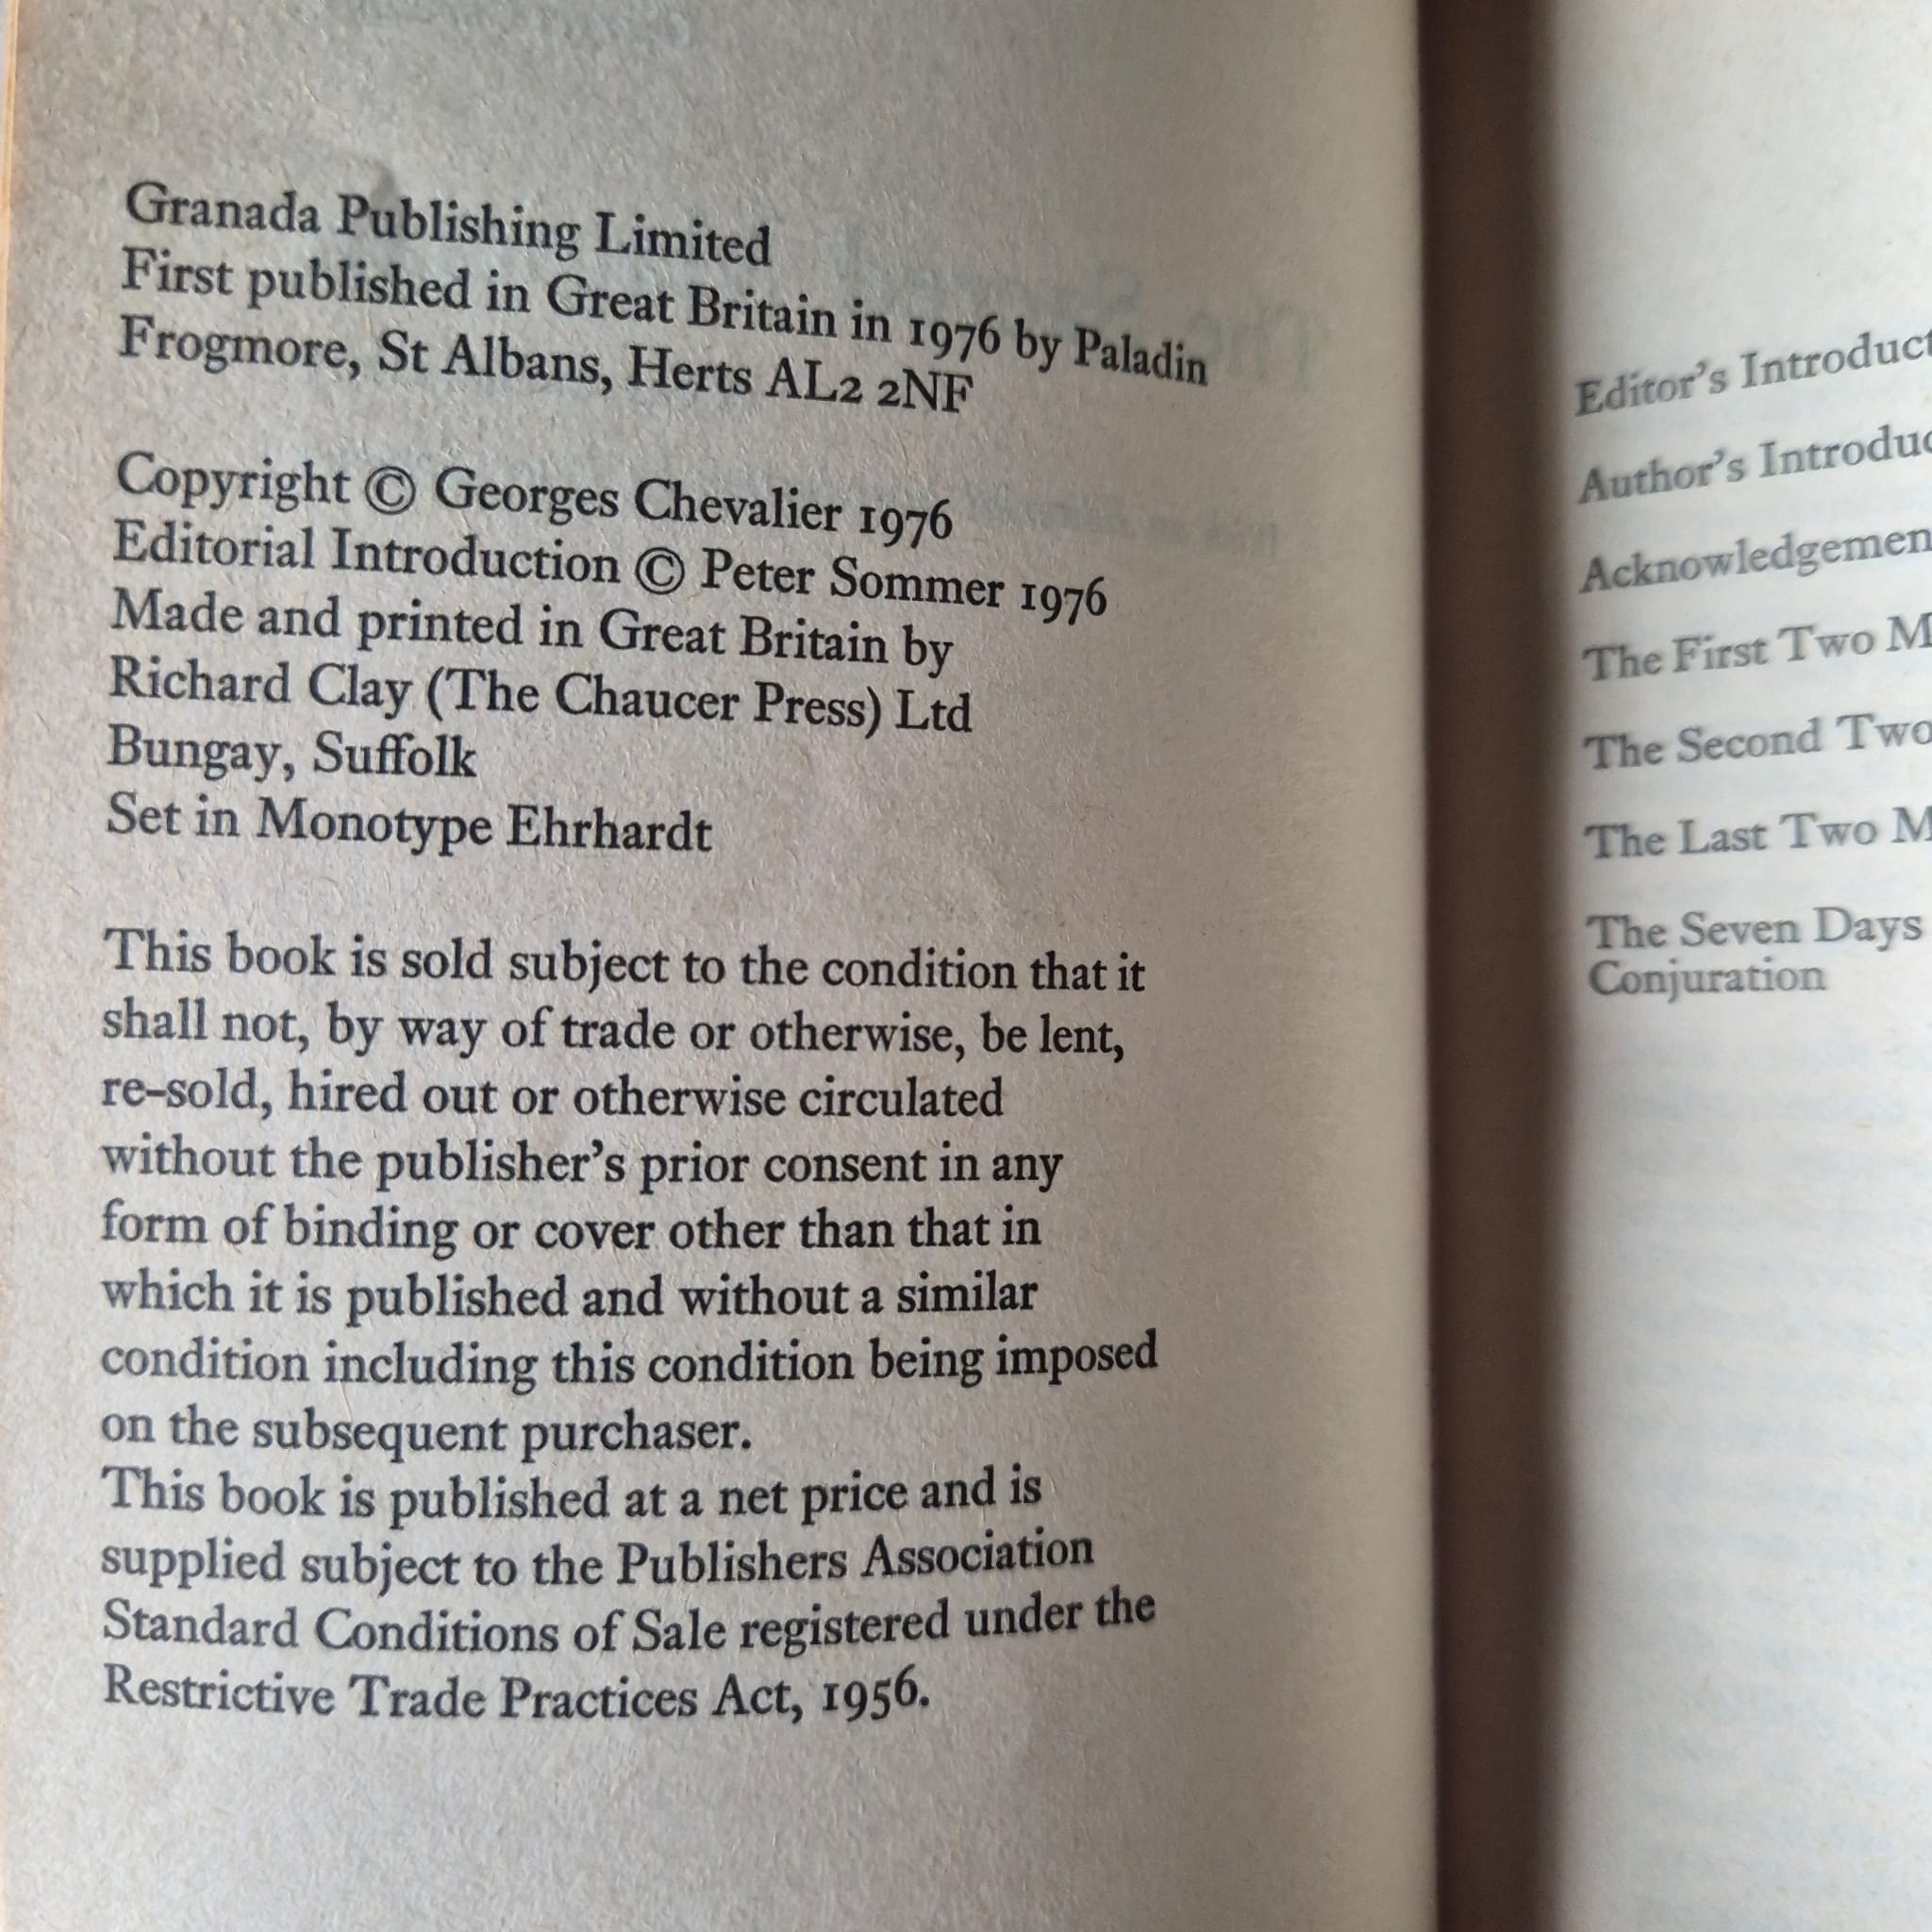 Granada Publishing Limited
First published in Great Britain in 1976 by Paladin
Frogmore, St Albans, Herts AL2 2NF
Copyright © Georges Chevalier 1976
Editorial Introduction © Peter Sommer 1976
Made and printed in Great Britain by
Richard Clay (The Chaucer Press) Ltd
Bungay, Suffolk
Set in Monotype Ehrhardt
This book is sold subject to the condition that it
shall not, by way of trade or otherwise, be lent,
re-sold, hired out or otherwise circulated
without the publisher's prior consent in any
form of binding or cover other than that in
which it is published and without a similar
condition including this condition being imposed
on the subsequent purchaser.
This book is published at a net price and is
supplied subject to the Publishers Association
Standard Conditions of Sale registered under the
Restrictive Trade Practices Act, 1956.
Editor's
Author's
The First Two
The Second Two
The Last Two
The Seven Days
Conjuration